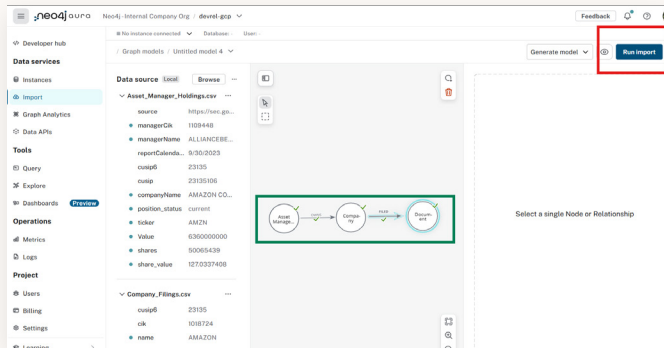 neo4j aura
Neo4j - Internal Company Org / devrel-gcp
Feedback
No instance connected
Database: -
User: -
Developer hub
/ Graph models / Untitled model 4
Generate model
Run import
Data services
Instances
Import
Graph Analytics
Data APIs
Tools
Query
Explore
Dashboards Preview
Operations
Metrics
Logs
Project
Users
Billing
Settings
Learning
Data source Local Browse ...
Asset_Manager_Holdings.csv ...
source https://sec.go...
managerCik 1109448
managerName ALLIANCEBE...
reportCalenda... 9/30/2023
cusip6 23135
cusip 23135106
companyName AMAZON CO...
position_status current
ticker AMZN
Value 6360000000
shares 50065439
share_value 127.0337408
Company_Filings.csv ...
cusip6 23135
cik 1018724
name AMAZON
Asset
Manage...
OWNS
Compa-
ny
FILED
Docum-
ent
Select a single Node or Relationship